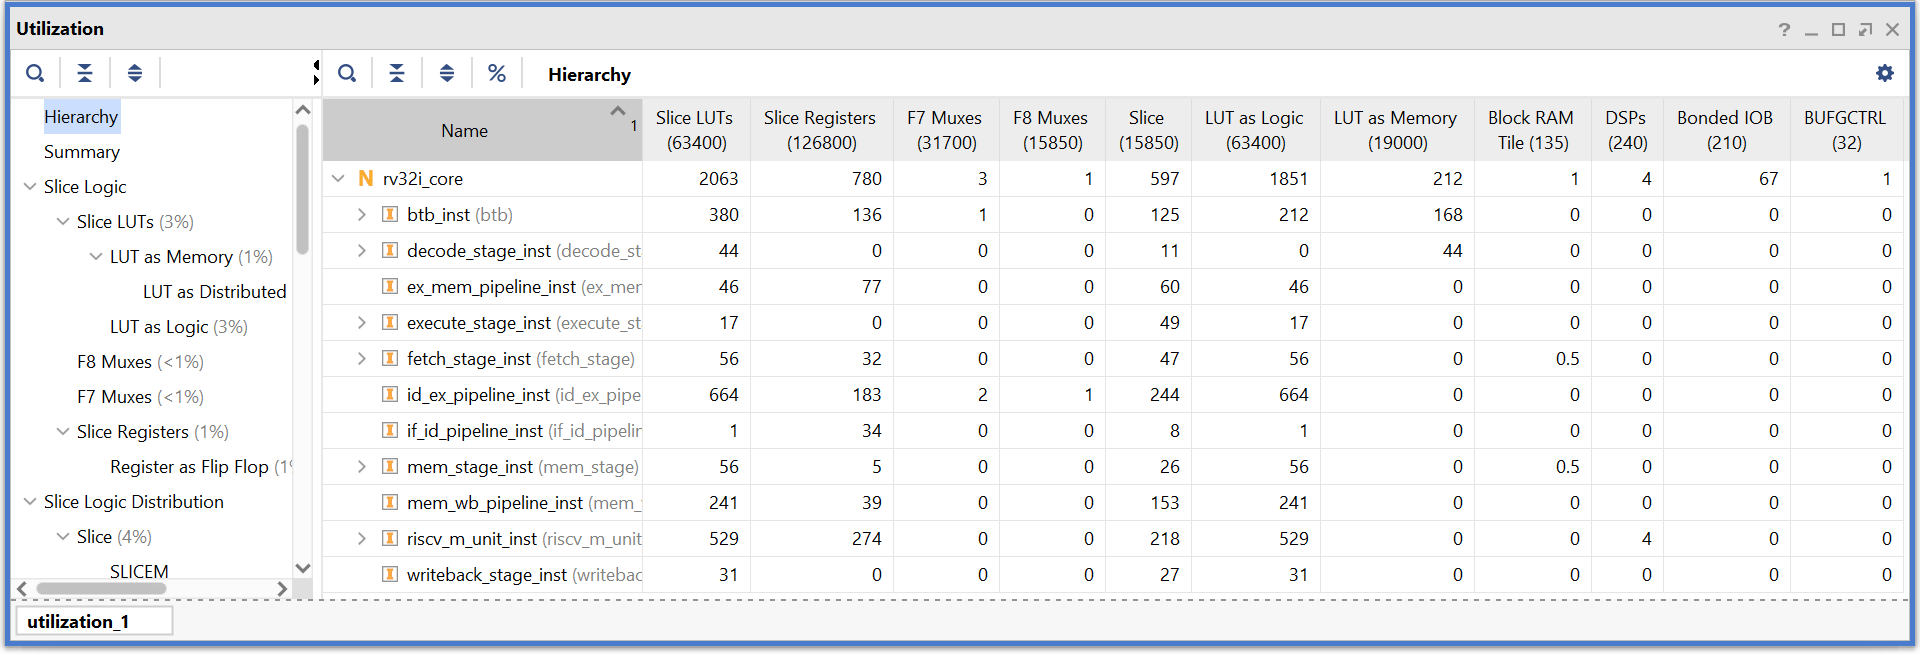 Utilization
Hierarchy
Hierarchy
Summary
Slice Logic
Slice LUTs (3%)
LUT as Memory (1%)
LUT as Distributed
LUT as Logic (3%)
F8 Muxes (<1%)
F7 Muxes (<1%)
Slice Registers (1%)
Register as Flip Flop (1%
Slice Logic Distribution
Slice (4%)
SLICEM
Name 1 Slice LUTs (63400) Slice Registers (126800) F7 Muxes (31700) F8 Muxes (15850) Slice (15850) LUT as Logic (63400) LUT as Memory (19000) Block RAM Tile (135) DSPs (240) Bonded IOB (210) BUFGCTRL (32)
N rv32i_core 2063 780 3 1 597 1851 212 1 4 67 1
I btb_inst (btb) 380 136 1 0 125 212 168 0 0 0 0
I decode_stage_inst (decode_st 44 0 0 0 11 0 44 0 0 0 0
I ex_mem_pipeline_inst (ex_mer 46 77 0 0 60 46 0 0 0 0 0
I execute_stage_inst (execute_st 17 0 0 0 49 17 0 0 0 0 0
I fetch_stage_inst (fetch_stage) 56 32 0 0 47 56 0 0.5 0 0 0
I id_ex_pipeline_inst (id_ex_pipe 664 183 2 1 244 664 0 0 0 0 0
I if_id_pipeline_inst (if_id_pipelir 1 34 0 0 8 1 0 0 0 0 0
I mem_stage_inst (mem_stage) 56 5 0 0 26 56 0 0.5 0 0 0
I mem_wb_pipeline_inst (mem_ 241 39 0 0 153 241 0 0 0 0 0
I riscv_m_unit_inst (riscv_m_unit 529 274 0 0 218 529 0 0 4 0 0
I writeback_stage_inst (writebac 31 0 0 0 27 31 0 0 0 0 0
utilization_1